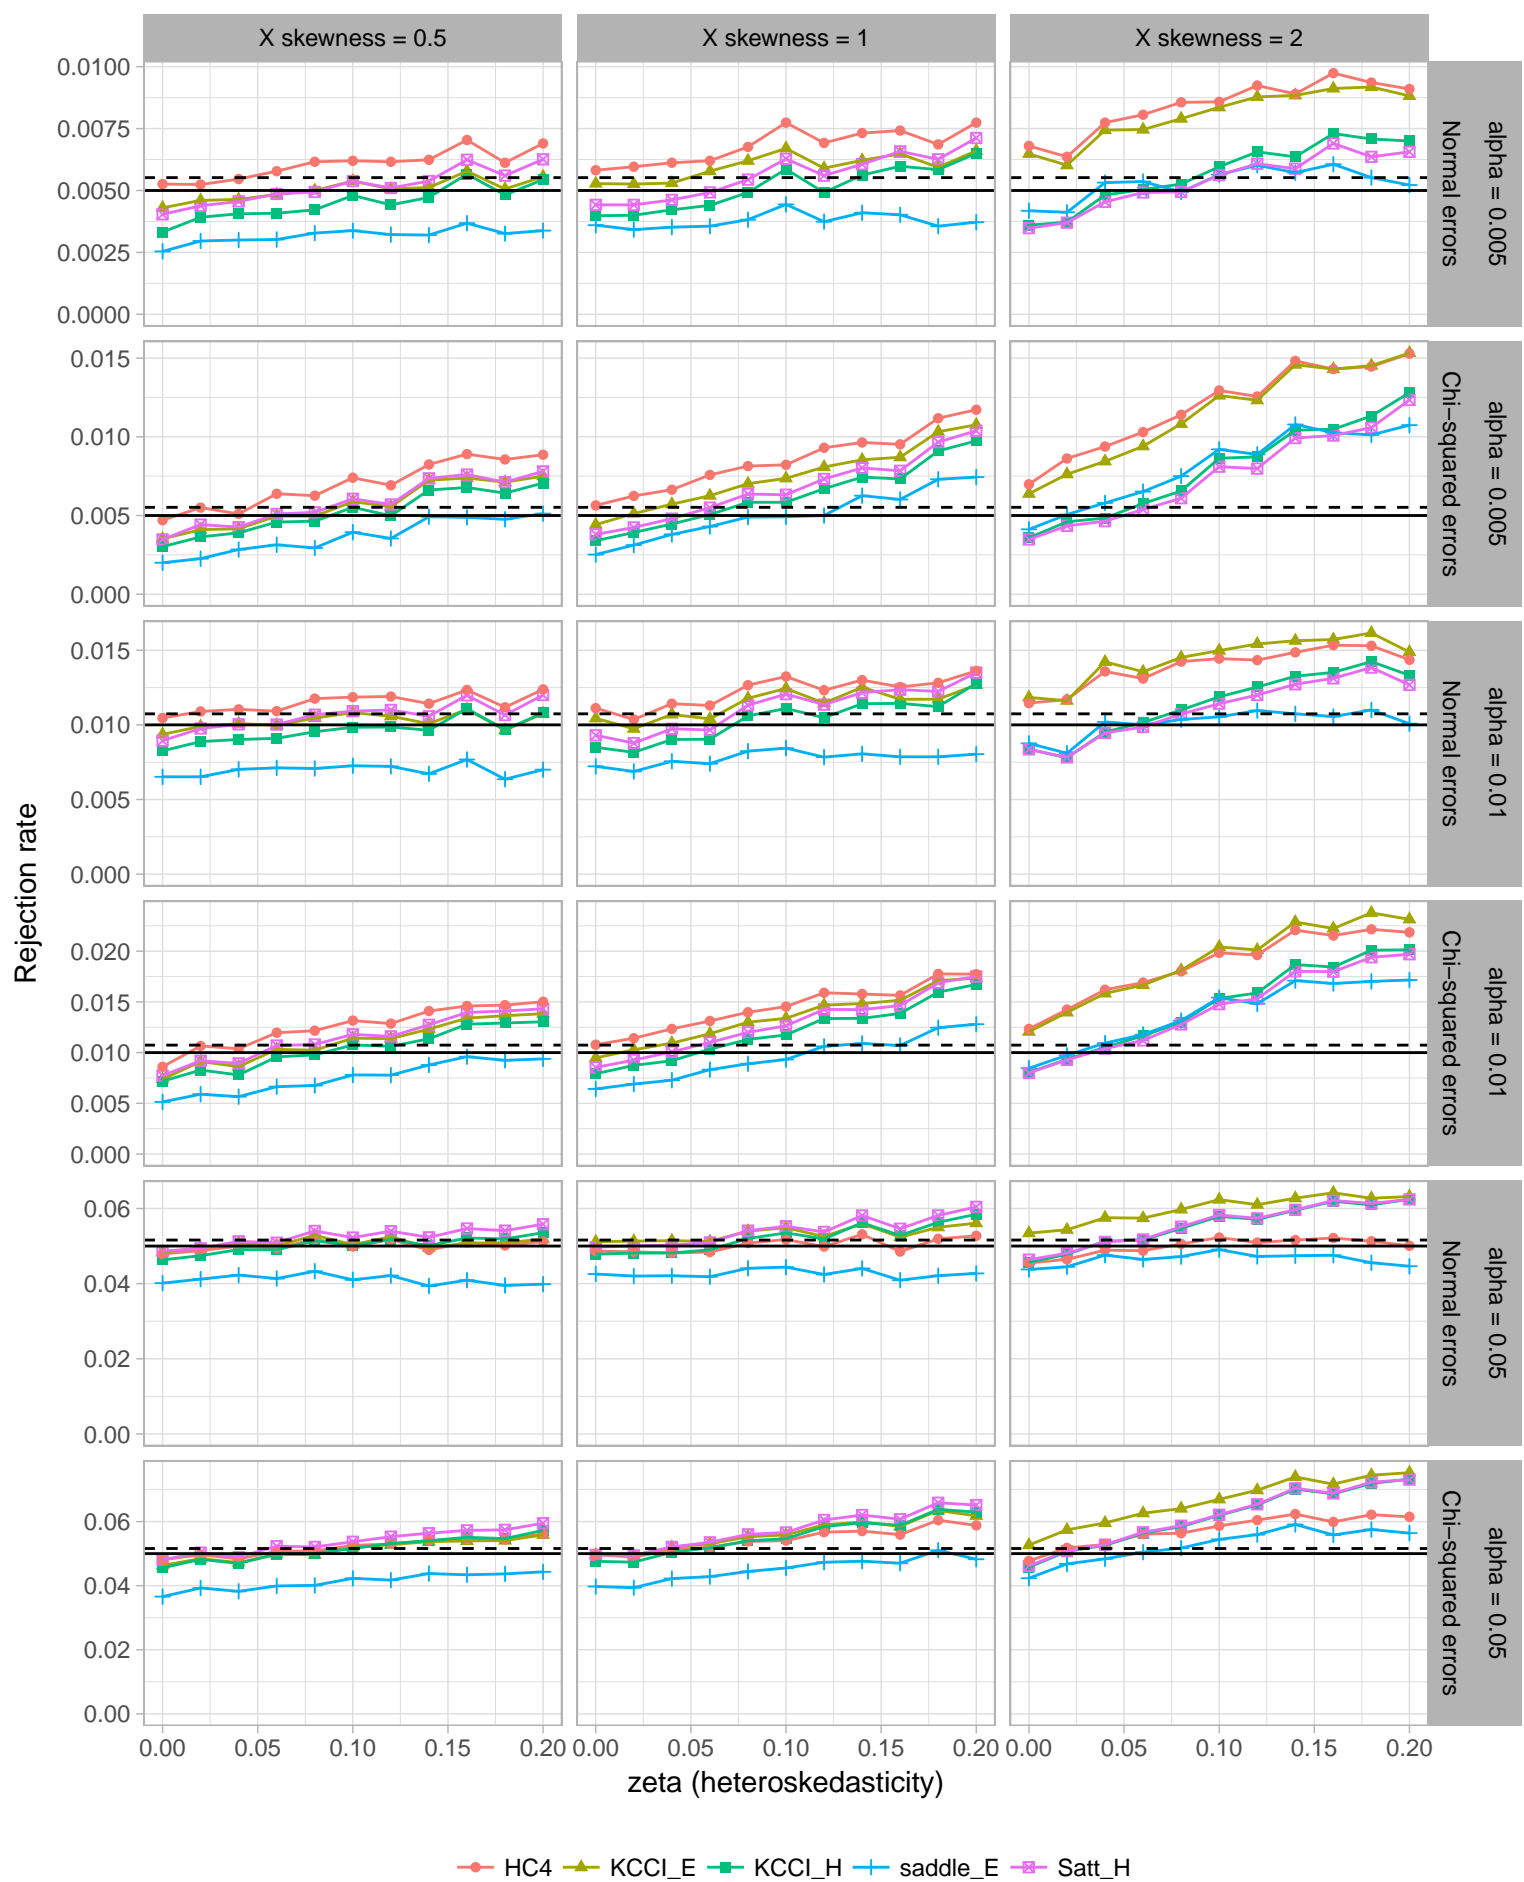 X skewness = 0.5
X skewness = 1
X skewness = 2
0.0100
0.0075
0.0050
0.0025
0.0000
alpha = 0.005
Normal errors
0.015
0.010
0.005
0.000
alpha = 0.005
Chi−squared errors
0.015
0.010
0.005
0.000
alpha = 0.01
Normal errors
0.020
0.015
0.010
0.005
0.000
alpha = 0.01
Chi−squared errors
0.06
0.04
0.02
0.00
alpha = 0.05
Normal errors
0.06
0.04
0.02
0.00
alpha = 0.05
Chi−squared errors
Rejection rate
0.00 0.05 0.10 0.15 0.20 0.00 0.05 0.10 0.15 0.20 0.00 0.05 0.10 0.15 0.20
zeta (heteroskedasticity)
HC4 KCCI_E KCCI_H saddle_E Satt_H